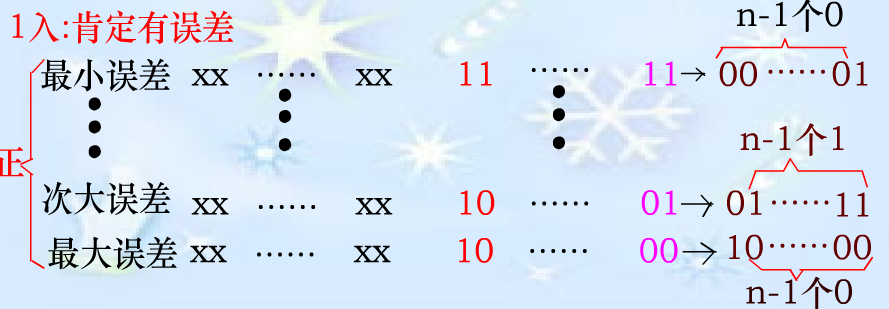 n-1个0
1入:肯定有误差
最小误差 xx ⋯⋯ xx 11 ⋯⋯ 11→00⋯⋯01
n-1个1
正
次大误差 xx ⋯⋯ xx 10 ⋯⋯ 01→01⋯⋯11
最大误差 xx ⋯⋯ xx 10 ⋯⋯ 00→10⋯⋯00
n-1个0